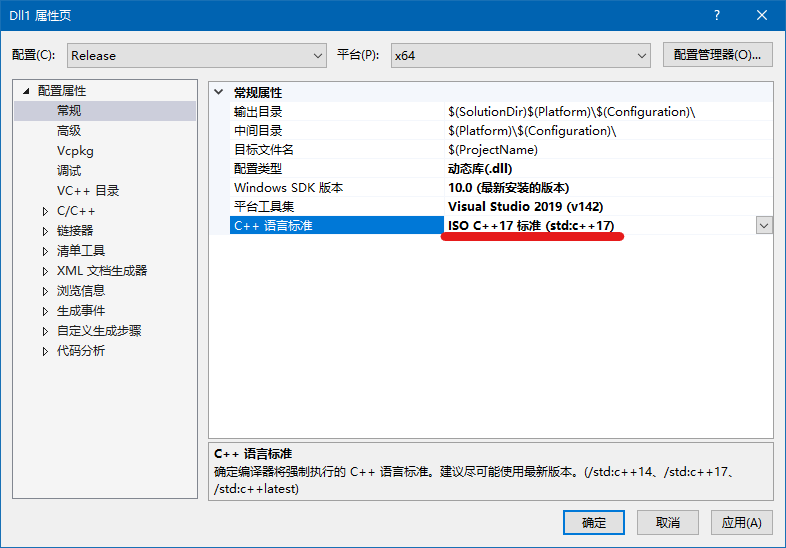 Dll1 属性页
配置(C): Release 平台(P): x64 配置管理器(O)...
配置属性
常规
高级
Vcpkg
调试
VC++ 目录
C/C++
链接器
清单工具
XML 文档生成器
浏览信息
生成事件
自定义生成步骤
代码分析
常规属性
输出目录 $(SolutionDir)$(Platform)\$(Configuration)\
中间目录 $(Platform)\$(Configuration)\
目标文件名 $(ProjectName)
配置类型 动态库(.dll)
Windows SDK 版本 10.0 (最新安装的版本)
平台工具集 Visual Studio 2019 (v142)
C++ 语言标准 ISO C++17 标准 (std:c++17)
C++ 语言标准
确定编译器将强制执行的 C++ 语言标准。建议尽可能使用最新版本。(/std:c++14、/std:c++17、
/std:c++latest)
确定 取消 应用(A)